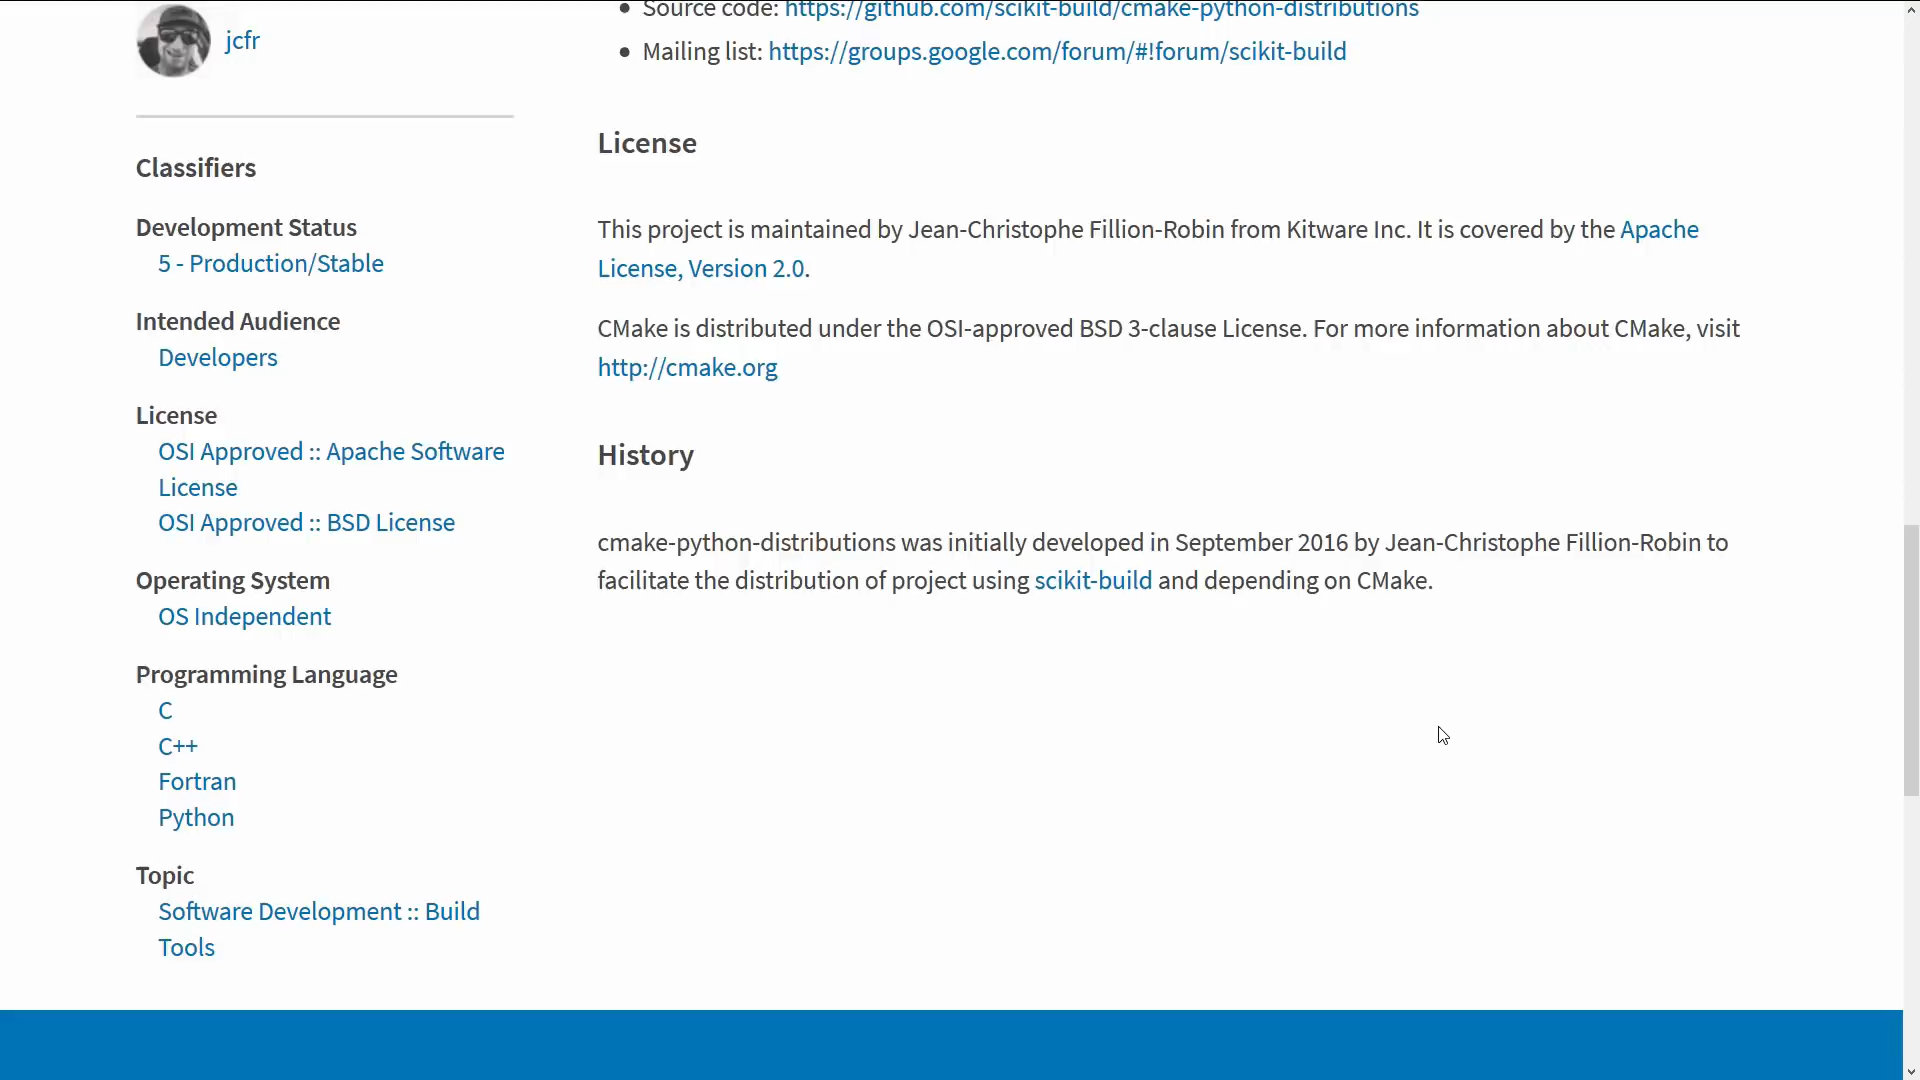 jcfr
Classifiers
Development Status
5 - Production/Stable
Intended Audience
Developers
License
OSI Approved :: Apache Software
License
OSI Approved :: BSD License
Operating System
OS Independent
Programming Language
C
C++
Fortran
Python
Topic
Software Development :: Build
Tools
Source code: https://github.com/scikit-build/cmake-python-distributions
Mailing list: https://groups.google.com/forum/#!forum/scikit-build
License
This project is maintained by Jean-Christophe Fillion-Robin from Kitware Inc. It is covered by the Apache
License, Version 2.0.
CMake is distributed under the OSI-approved BSD 3-clause License. For more information about CMake, visit
http://cmake.org
History
cmake-python-distributions was initially developed in September 2016 by Jean-Christophe Fillion-Robin to
facilitate the distribution of project using scikit-build and depending on CMake.